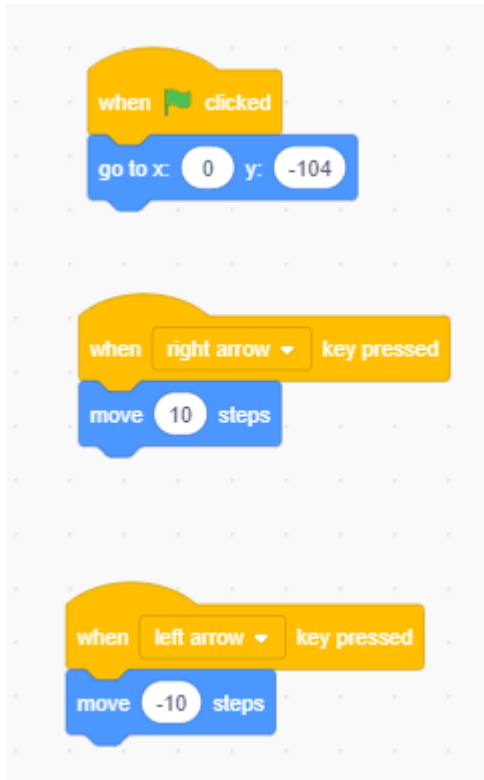 when clicked
go to x: 0 y: -104
when right arrow key pressed
move 10 steps
when left arrow key pressed
move -10 steps